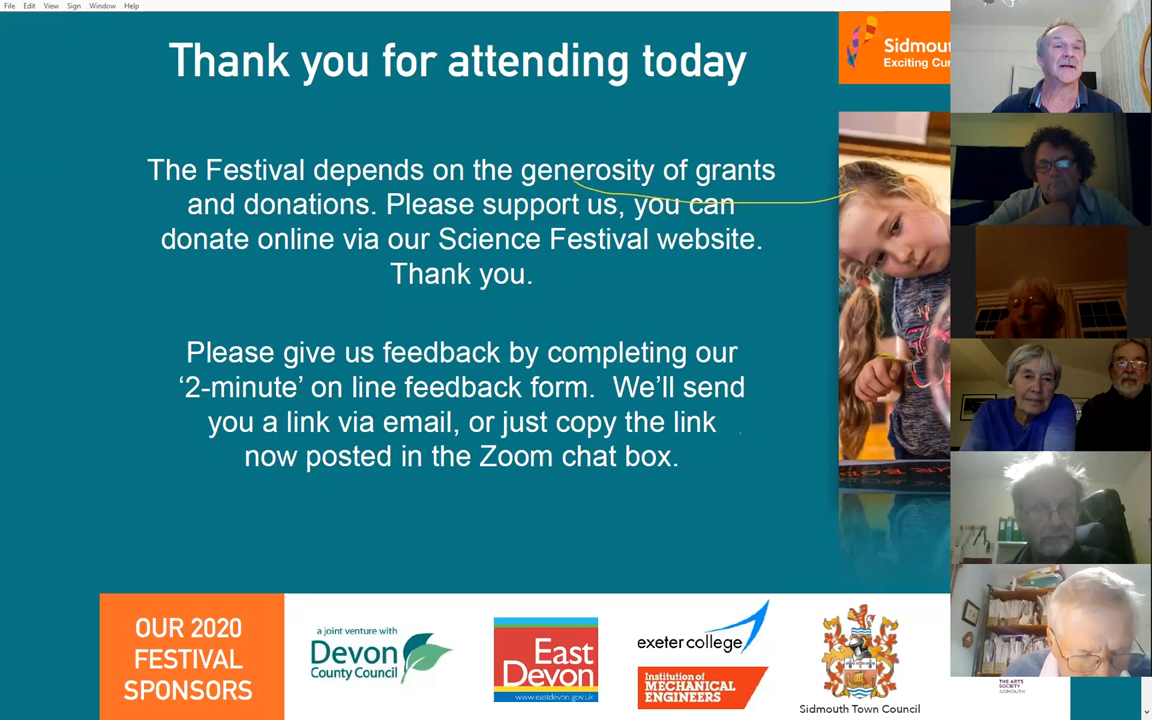 File Edit View Sign Window Help
Thank you for attending today
Sidmout
Exciting Cur
The Festival depends on the generosity of grants
and donations. Please support us, you can
donate online via our Science Festival website.
Thank you.
Please give us feedback by completing our
‘2-minute’ on line feedback form. We’ll send
you a link via email, or just copy the link
now posted in the Zoom chat box.
OUR 2020
FESTIVAL
SPONSORS
a joint venture with
Devon
County Council
East
Devon
www.eastdevon.gov.uk
exeter college
Institution of
MECHANICAL
ENGINEERS
Sidmouth Town Council
THE ARTS
SOCIETY
SIDMOUTH